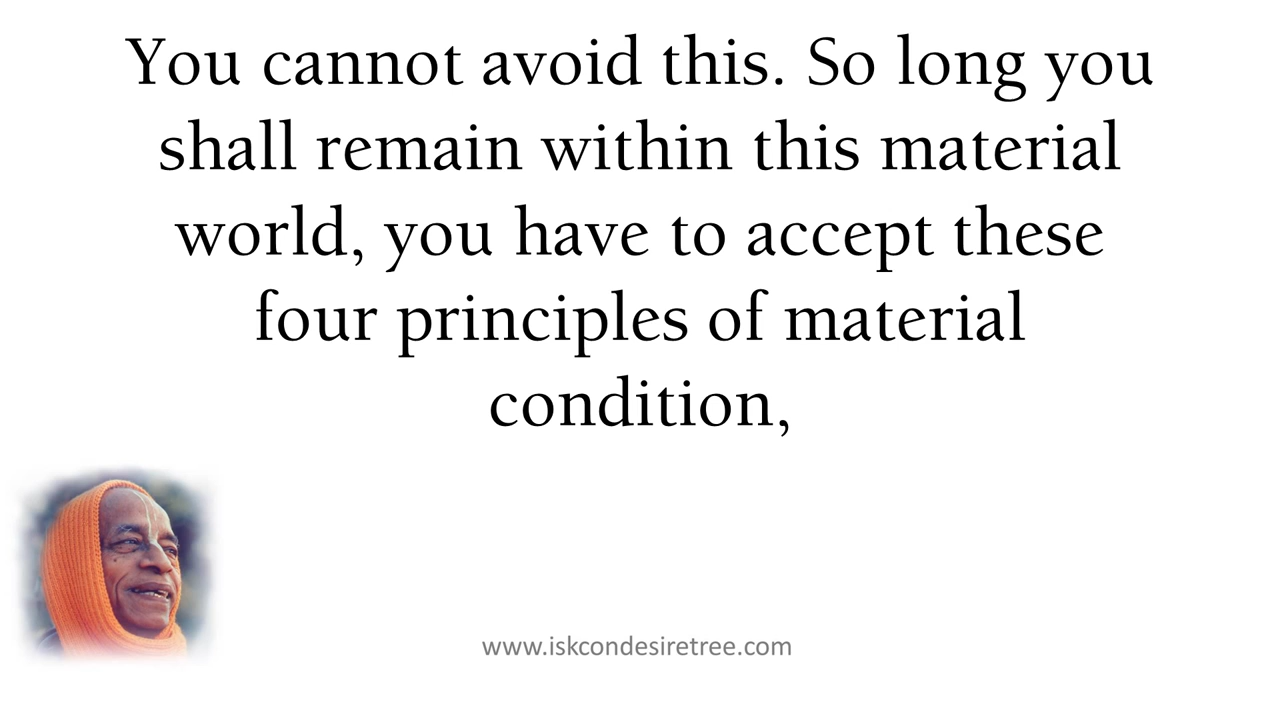 You cannot avoid this. So long you
shall remain within this material
world, you have to accept these
four principles of material
condition,
www.iskcondesiretree.com